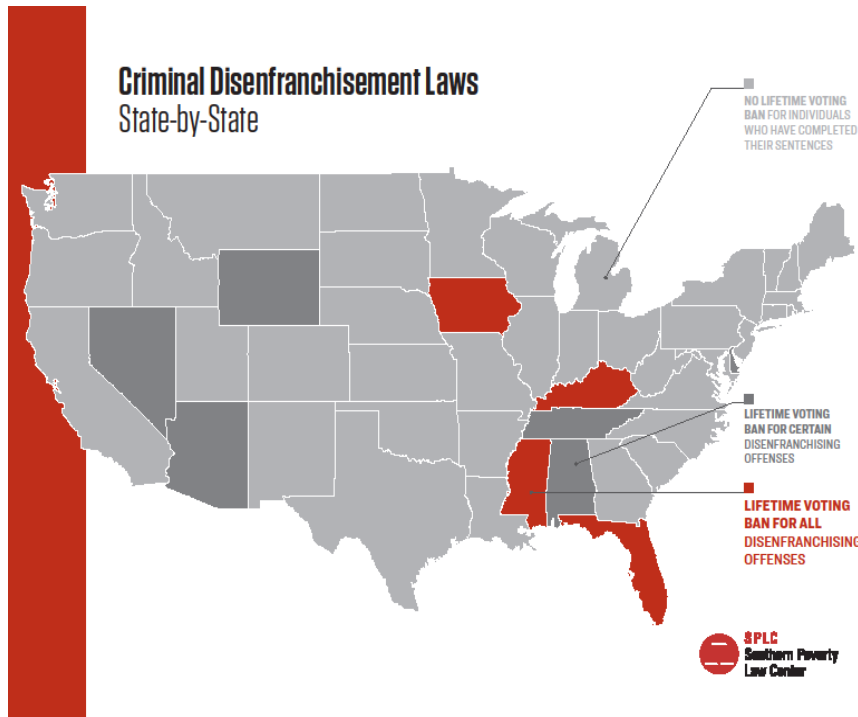 Criminal Disenfranchisement Laws
State-by-State
NO LIFETIME VOTING
BAN FOR INDIVIDUALS
WHO HAVE COMPLETED
THEIR SENTENCES
LIFETIME VOTING
BAN FOR CERTAIN
DISENFRANCHISING
OFFENSES
LIFETIME VOTING
BAN FOR ALL
DISENFRANCHISING
OFFENSES
SPLC
Southern Poverty
Law Center